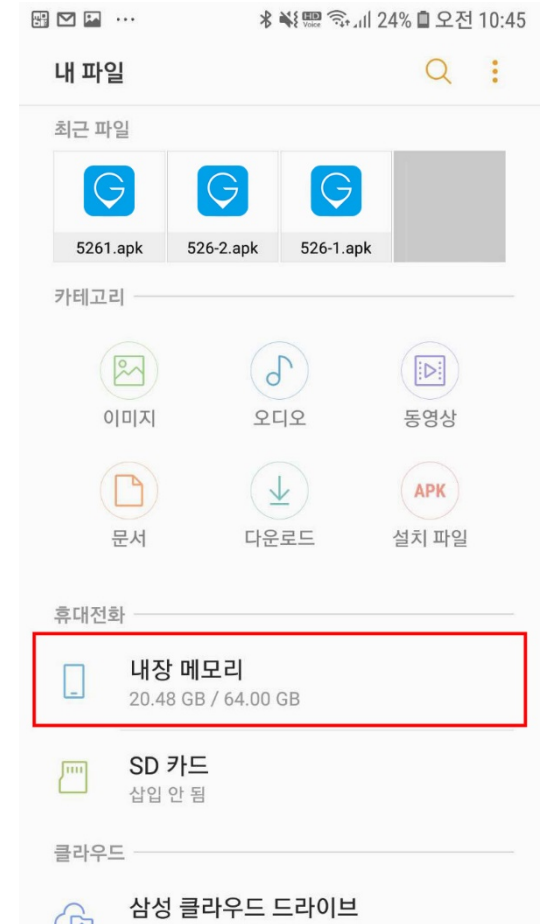 24% 오전 10:45
내 파일
최근 파일
5261.apk 526-2.apk 526-1.apk
카테고리
이미지 오디오 동영상
APK
문서 다운로드 설치 파일
휴대전화
내장 메모리
20.48 GB / 64.00 GB
SD 카드
삽입 안 됨
클라우드
삼성 클라우드 드라이브